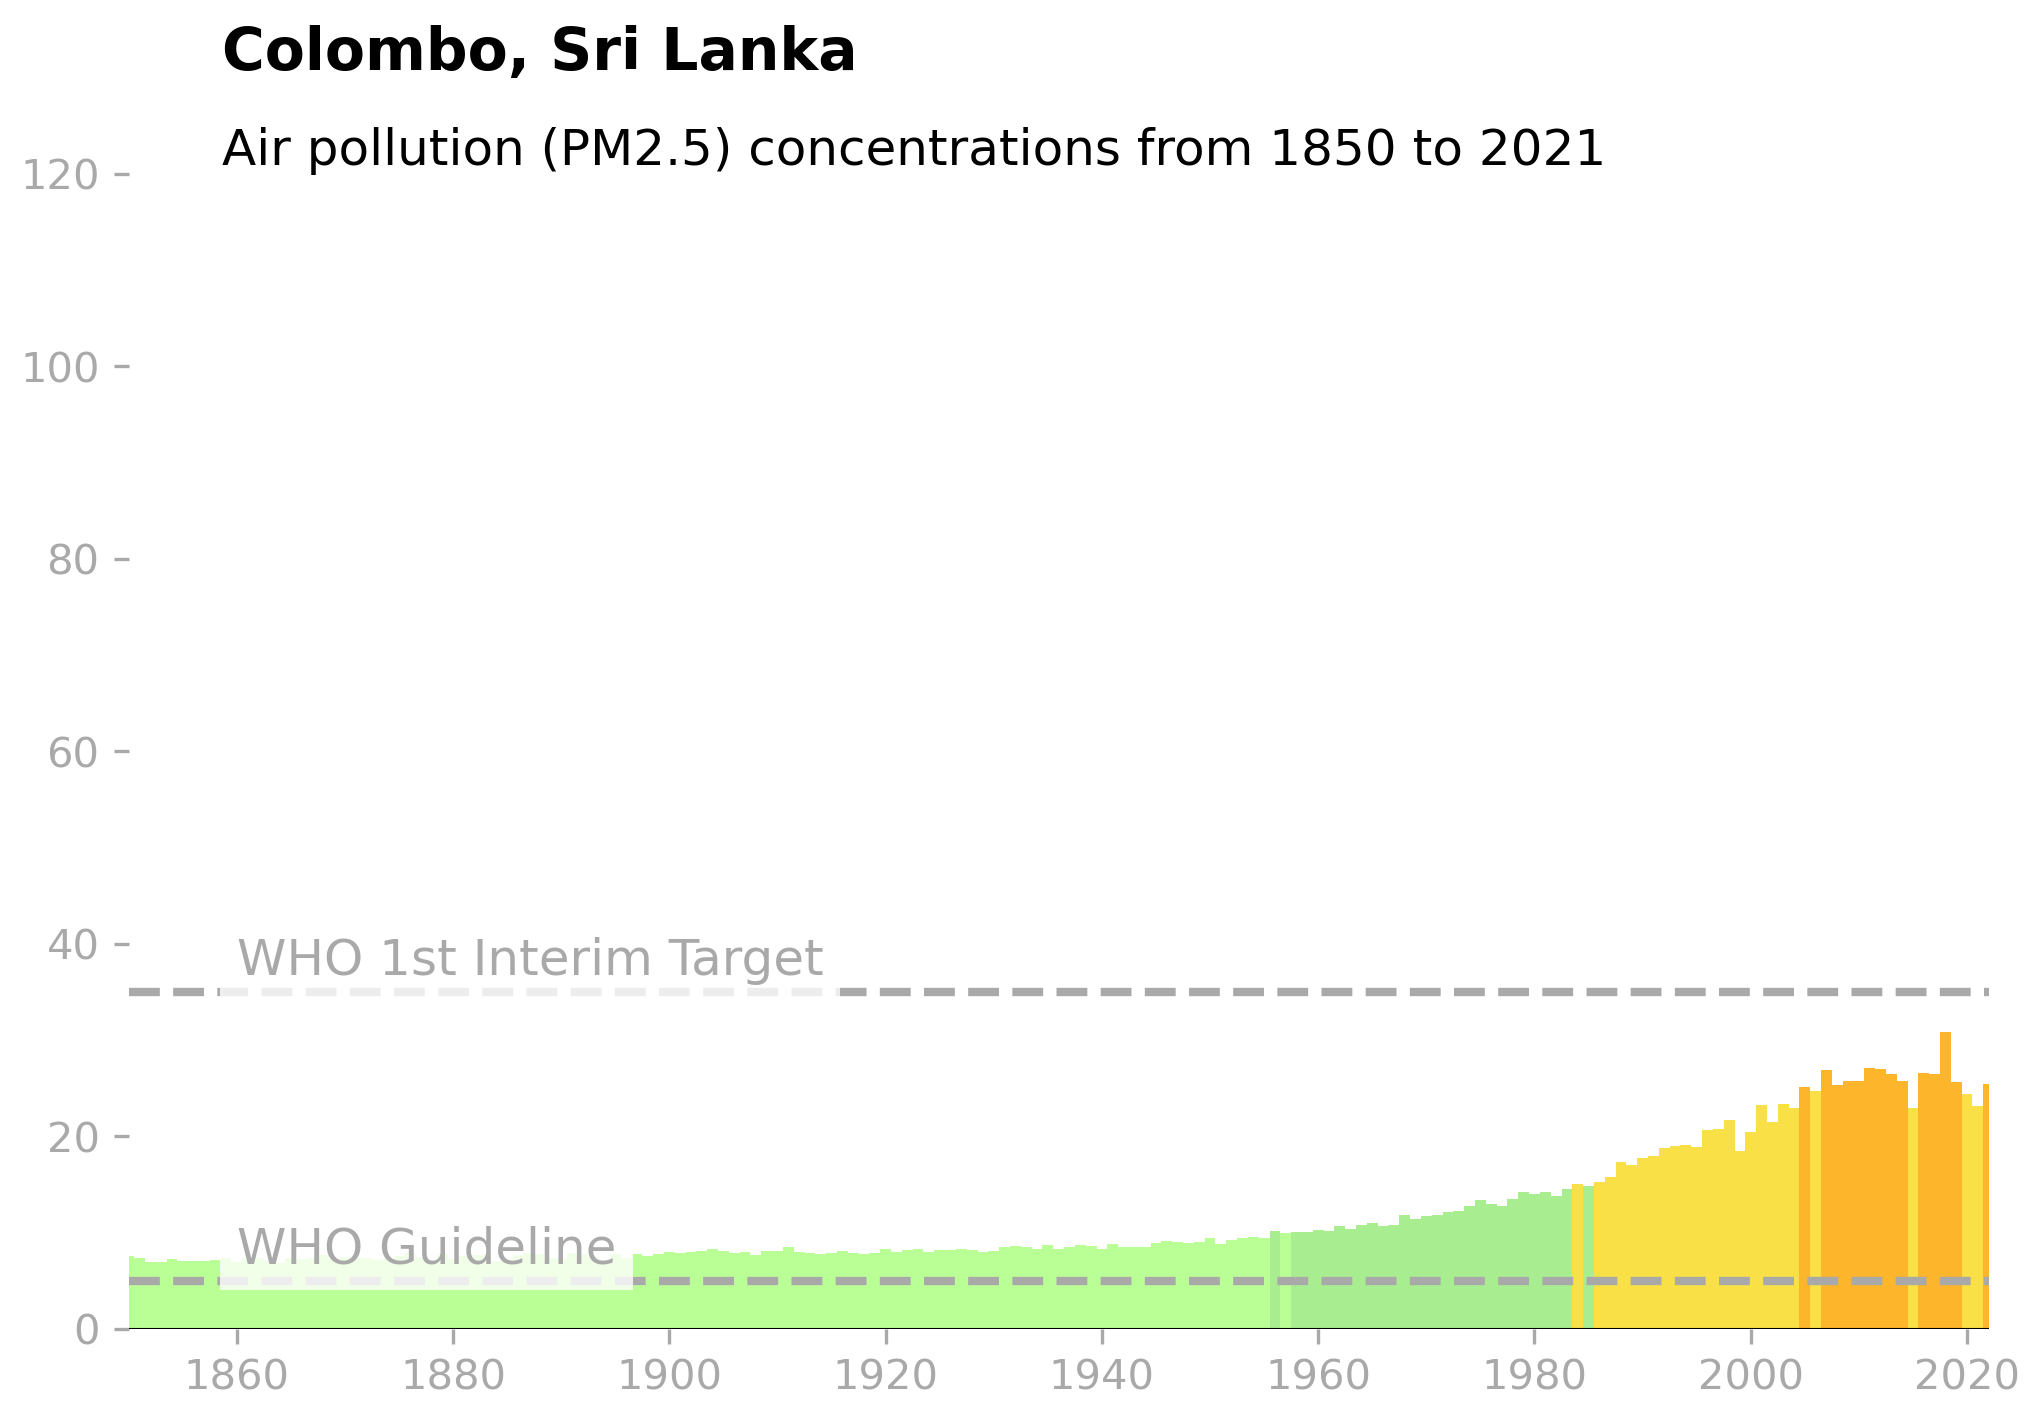 Colombo, Sri Lanka
Air pollution (PM2.5) concentrations from 1850 to 2021
120
100
80
60
40
WHO 1st Interim Target
20
WHO Guideline
0
1860 1880 1900 1920 1940 1960 1980 2000 2020